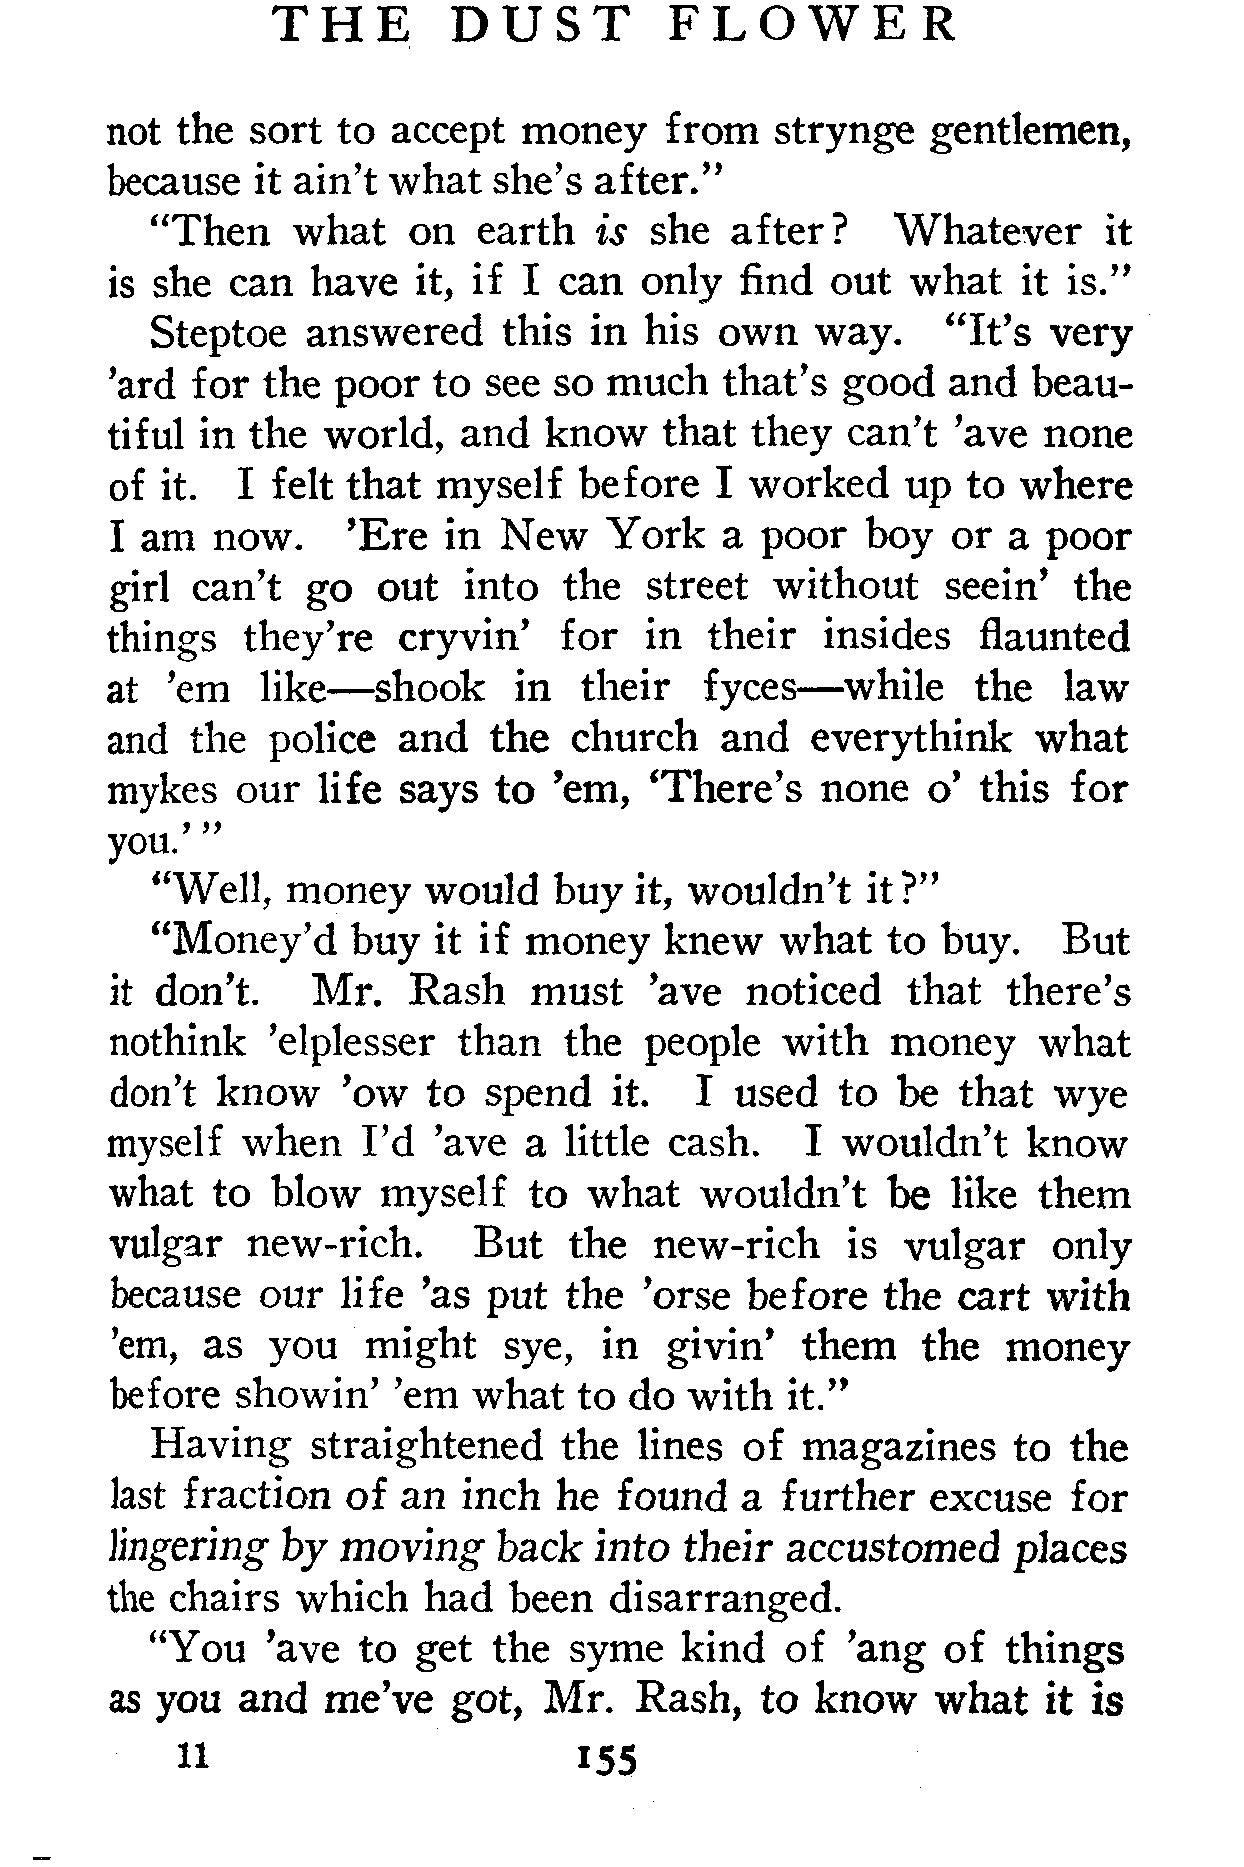 THE DUST FLOWER
not the sort to accept money from strynge gentlemen,
because it ain't what she's after."
"Then what on earth is she after? Whatever it
is she can have it, if I can only find out what it is."
Steptoe answered this in his own way. "It's very
'ard for the poor to see so much that's good and beau-
tiful in the world, and know that they can't 'ave none
of it. I felt that myself before I worked up to where
I am now. 'Ere in New York a poor boy or a poor
girl can't go out into the street without seein' the
things they're cryvin' for in their insides flaunted
at 'em like—shook in their fyces—while the law
and the police and the church and everythink what
mykes our life says to 'em, 'There's none o' this for
you.' "
"Well, money would buy it, wouldn't it?"
"Money'd buy it if money knew what to buy. But
it don't. Mr. Rash must 'ave noticed that there's
nothink 'elplesser than the people with money what
don't know 'ow to spend it. I used to be that wye
myself when I'd 'ave a little cash. I wouldn't know
what to blow myself to what wouldn't be like them
vulgar new-rich. But the new-rich is vulgar only
because our life 'as put the 'orse before the cart with
'em, as you might sye, in givin' them the money
before showin' 'em what to do with it."
Having straightened the lines of magazines to the
last fraction of an inch he found a further excuse for
lingering by moving back into their accustomed places
the chairs which had been disarranged.
"You 'ave to get the syme kind of 'ang of things
as you and me've got, Mr. Rash, to know what it is
11 155